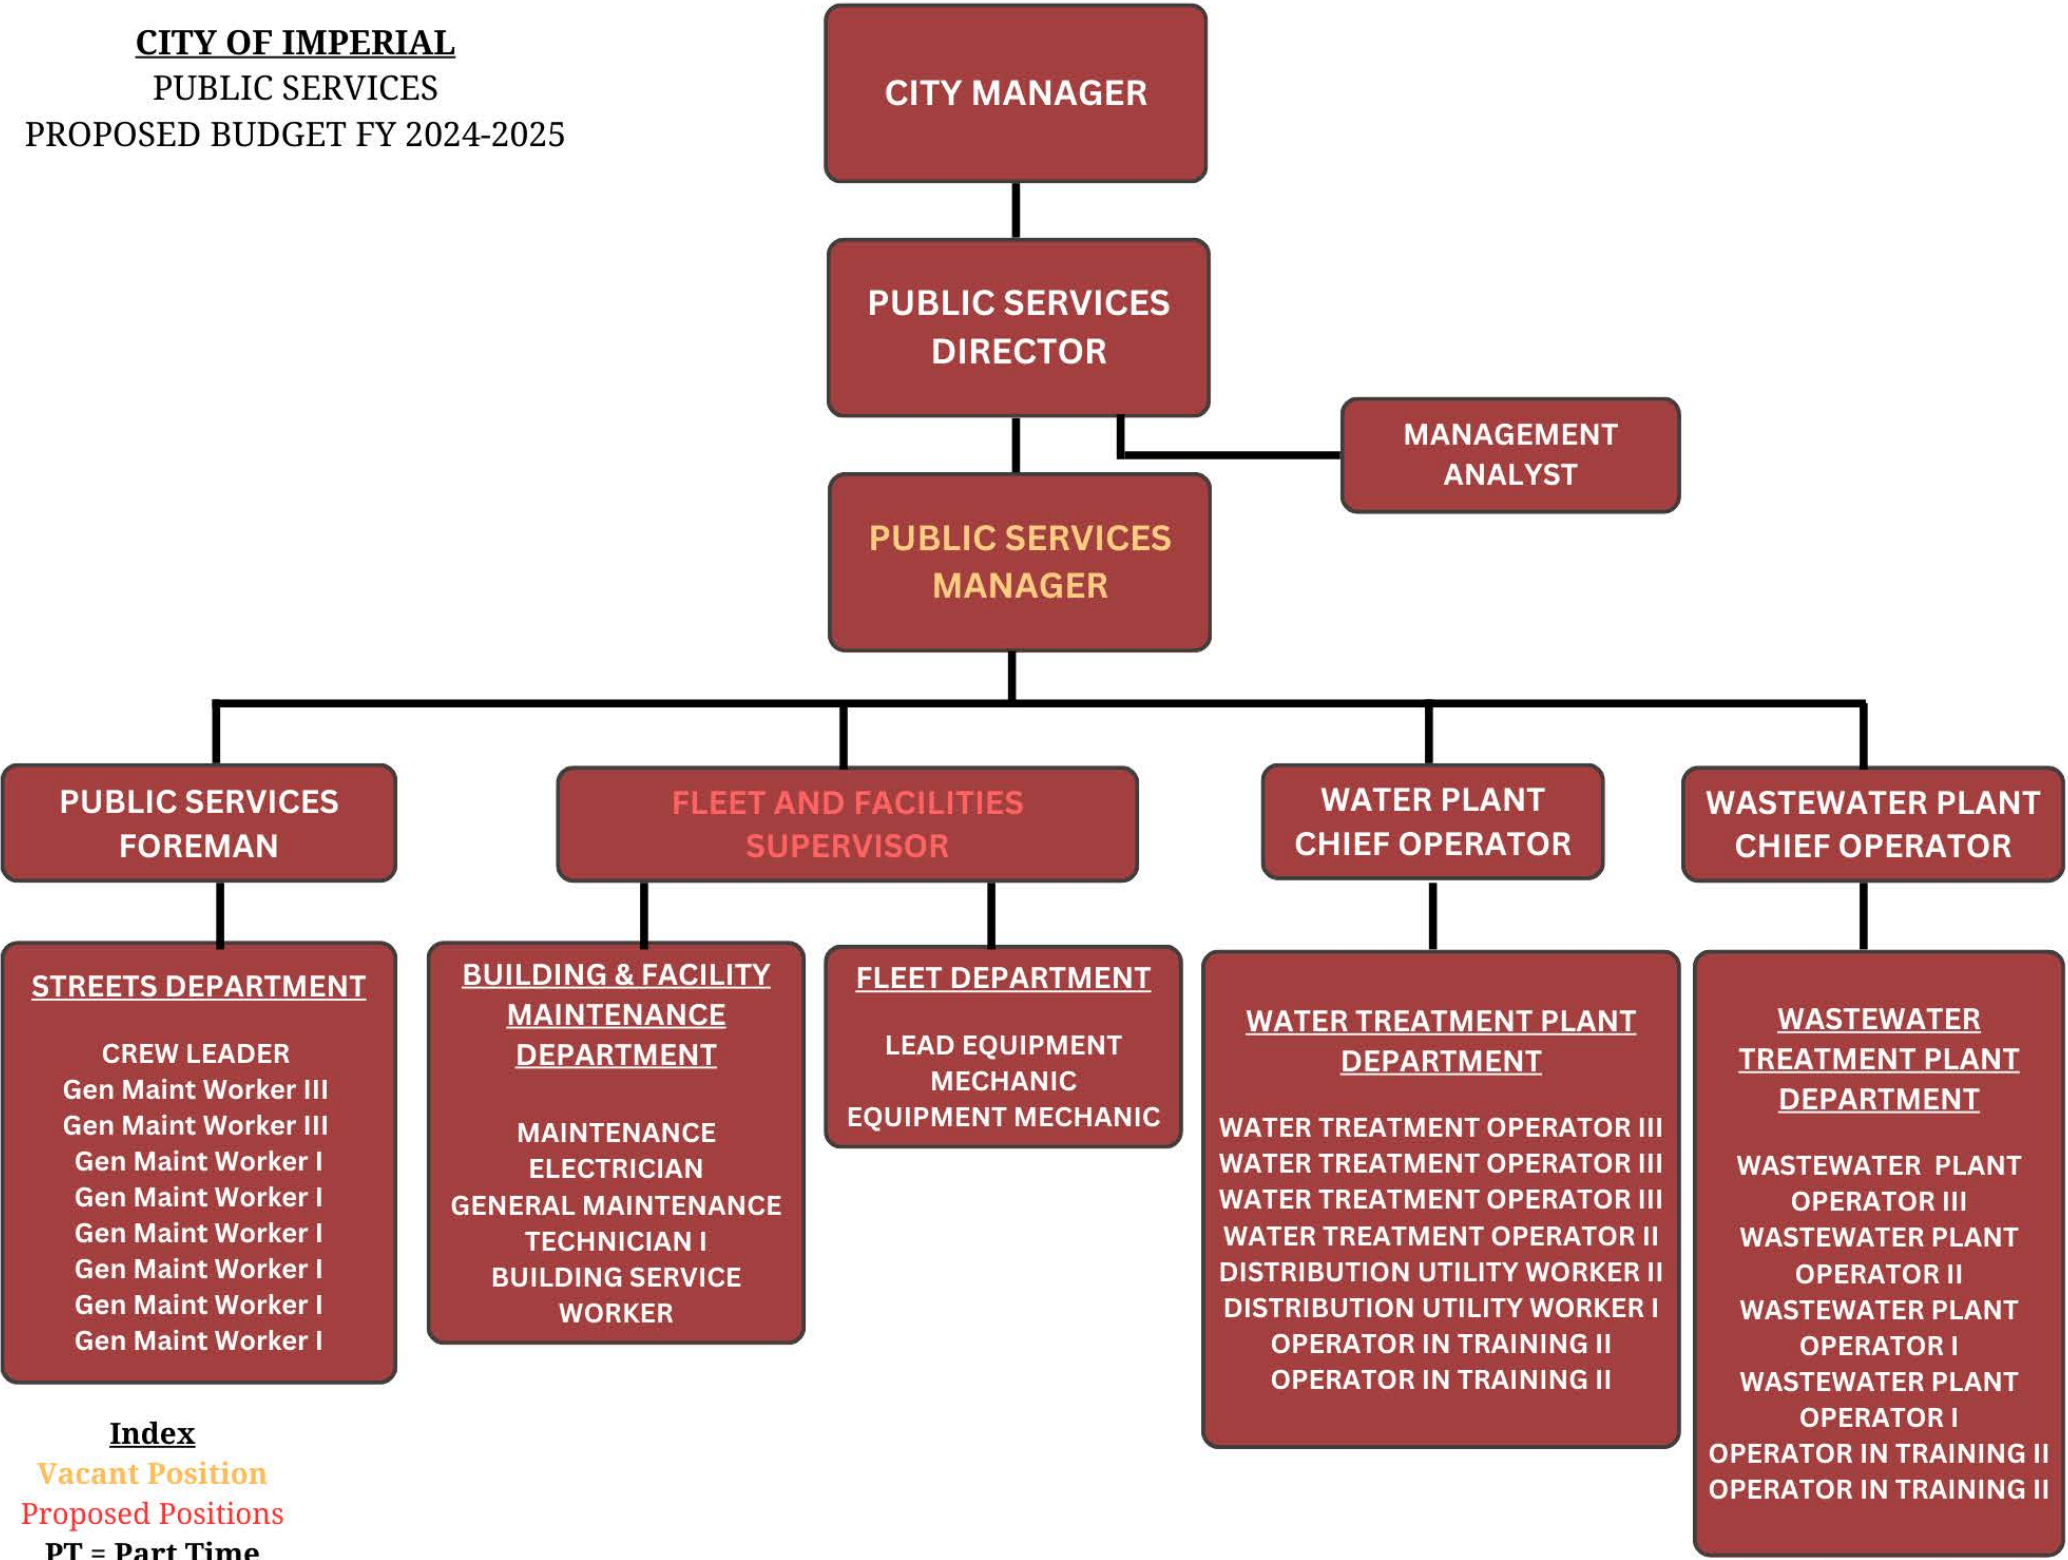 CITY OF IMPERIAL
PUBLIC SERVICES
PROPOSED BUDGET FY 2024-2025
CITY MANAGER
PUBLIC SERVICES
DIRECTOR
MANAGEMENT
ANALYST
PUBLIC SERVICES
MANAGER
PUBLIC SERVICES
FOREMAN
FLEET AND FACILITIES
SUPERVISOR
WATER PLANT
CHIEF OPERATOR
WASTEWATER PLANT
CHIEF OPERATOR
STREETS DEPARTMENT
CREW LEADER
Gen Maint Worker III
Gen Maint Worker III
Gen Maint Worker I
Gen Maint Worker I
Gen Maint Worker I
Gen Maint Worker I
Gen Maint Worker I
Gen Maint Worker I
BUILDING & FACILITY
MAINTENANCE
DEPARTMENT
MAINTENANCE
ELECTRICIAN
GENERAL MAINTENANCE
TECHNICIAN I
BUILDING SERVICE
WORKER
FLEET DEPARTMENT
LEAD EQUIPMENT
MECHANIC
EQUIPMENT MECHANIC
WATER TREATMENT PLANT
DEPARTMENT
WATER TREATMENT OPERATOR III
WATER TREATMENT OPERATOR III
WATER TREATMENT OPERATOR III
WATER TREATMENT OPERATOR II
DISTRIBUTION UTILITY WORKER II
DISTRIBUTION UTILITY WORKER I
OPERATOR IN TRAINING II
OPERATOR IN TRAINING II
WASTEWATER
TREATMENT PLANT
DEPARTMENT
WASTEWATER PLANT
OPERATOR III
WASTEWATER PLANT
OPERATOR II
WASTEWATER PLANT
OPERATOR I
WASTEWATER PLANT
OPERATOR I
OPERATOR IN TRAINING II
OPERATOR IN TRAINING II
Index
Vacant Position
Proposed Positions
PT = Part Time